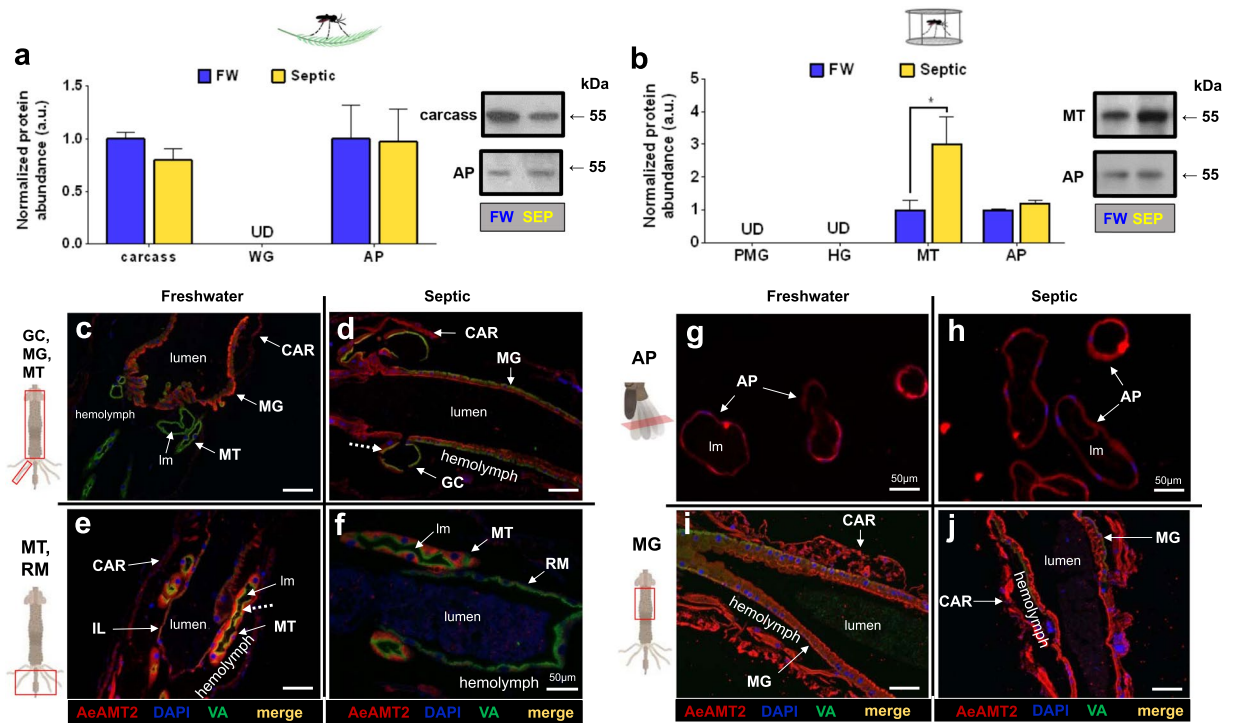 a
FW
Septic
Normalized protein
abundance (a.u.)
1.5
1.0
0.5
0.0
UD
carcass
WG
AP
kDa
carcass
← 55
AP
← 55
FW SEP
b
FW
Septic
Normalized protein
abundance (a.u.)
5
4
3
2
1
0
*
UD
UD
PMG
HG
MT
AP
kDa
MT
← 55
AP
← 55
FW SEP
Freshwater
Septic
GC,
MG,
MT
c
CAR
lumen
MG
hemolymph
lm
MT
d
CAR
MG
lumen
hemolymph
GC
MT,
RM
e
CAR
lm
IL
lumen
MT
hemolymph
f
lm
MT
RM
lumen
hemolymph
50µm
AeAMT2 DAPI VA merge
AeAMT2 DAPI VA merge
Freshwater
Septic
AP
g
AP
lm
50µm
h
AP
lm
50µm
MG
i
CAR
hemolymph
lumen
MG
j
MG
lumen
hemolymph
CAR
AeAMT2 DAPI VA merge
AeAMT2 DAPI VA merge